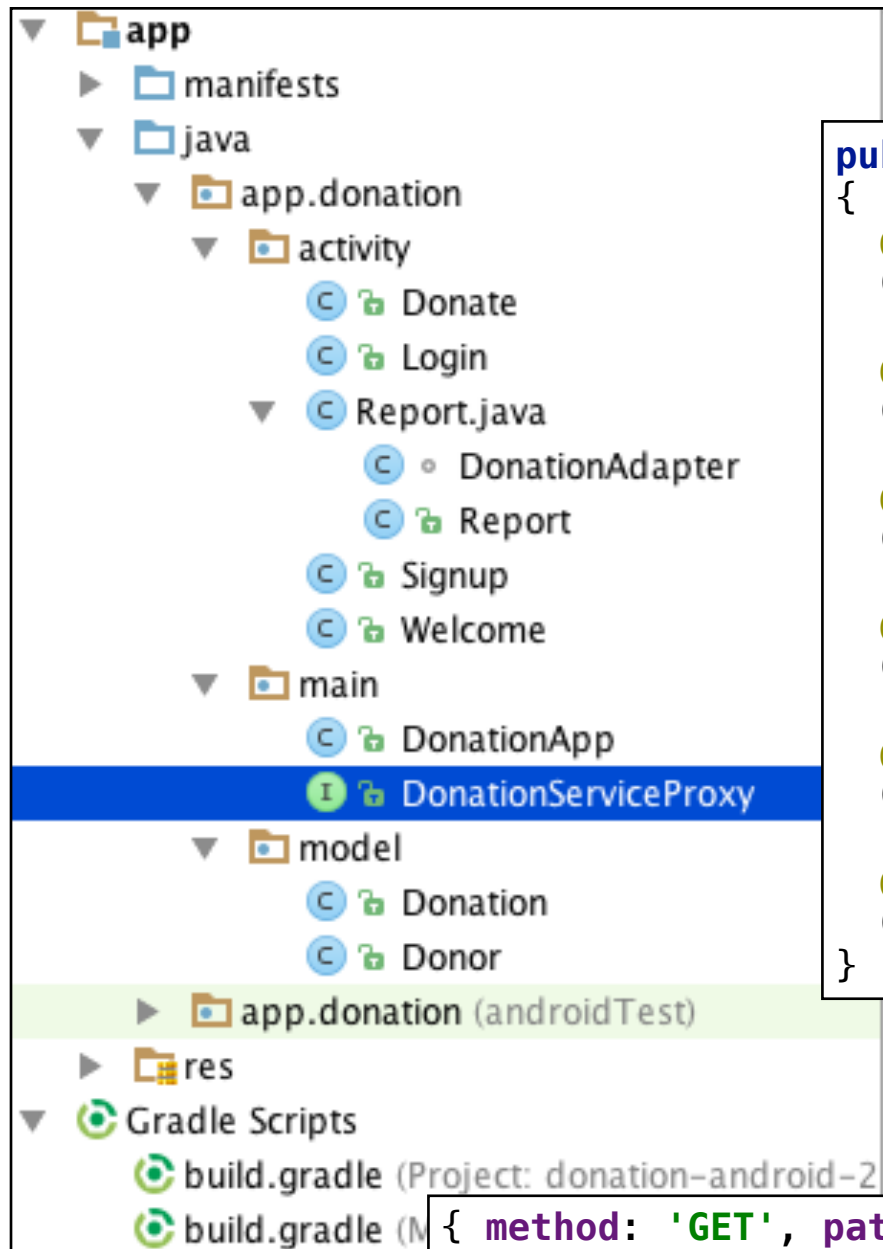 app
manifests
java
app.donation
activity
Donate
Login
Report.java
DonationAdapter
Report
Signup
Welcome
main
DonationApp
DonationServiceProxy
model
Donation
Donor
app.donation (androidTest)
res
Gradle Scripts
build.gradle (Project: donation-android-2
build.gradle (M
{
}
{ method: 'GET',